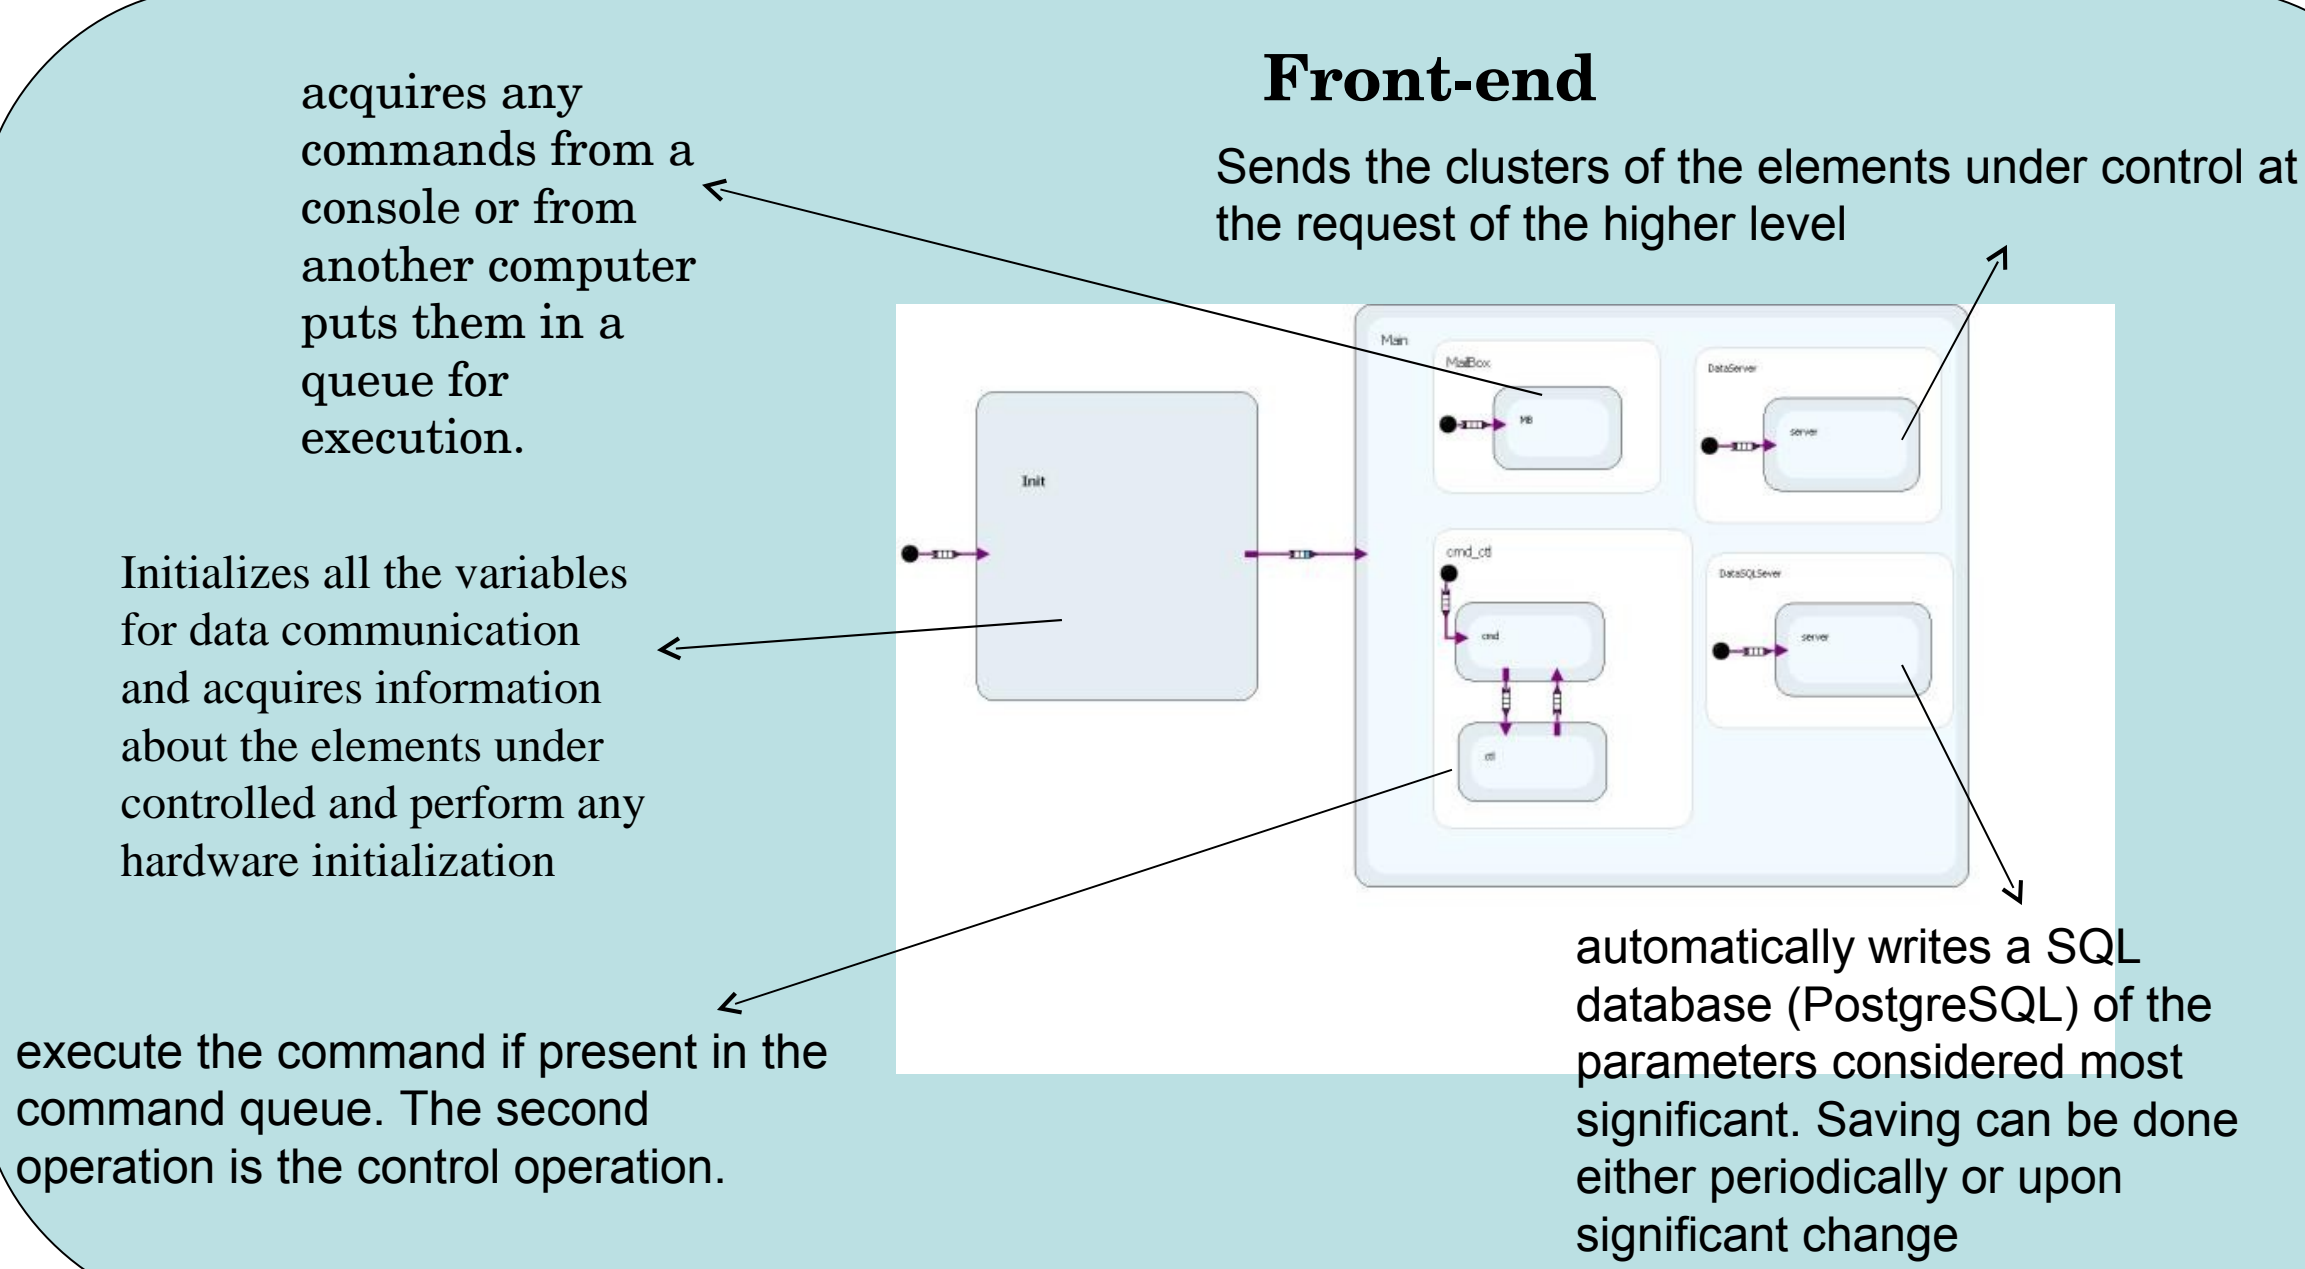 Front-end
acquires any
commands from a
console or from
another computer
puts them in a
queue for
execution.
Sends the clusters of the elements under control at
the request of the higher level
Initializes all the variables
for data communication
and acquires information
about the elements under
controlled and perform any
hardware initialization
Init
Main
MailBox
MB
DataServer
server
cmd_ctl
cmd
ctl
DataSQLSever
server
execute the command if present in the
command queue. The second
operation is the control operation.
automatically writes a SQL
database (PostgreSQL) of the
parameters considered most
significant. Saving can be done
either periodically or upon
significant change